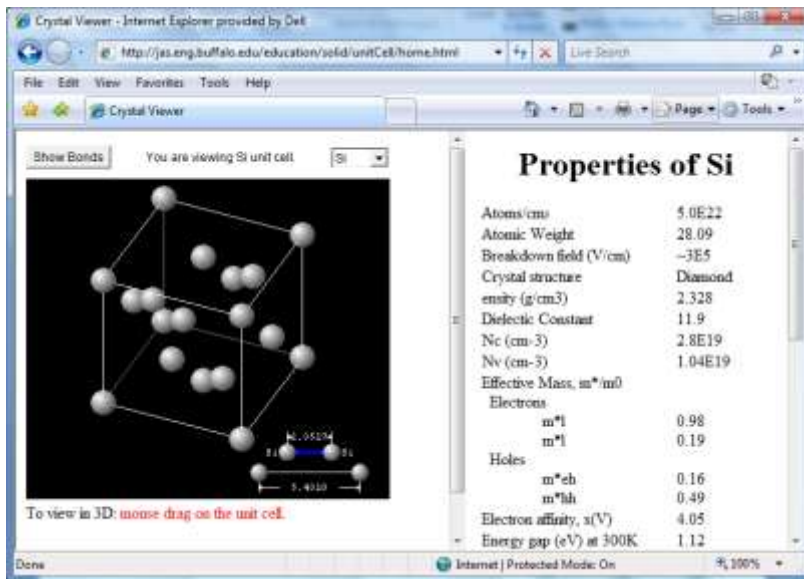 Crystal Viewer - Internet Explorer provided by Dell
http://jas.eng.buffalo.edu/education/solid/unitCell/home.html
Live Search
File Edit View Favorites Tools Help
Crystal Viewer
Page Tools
Show Bonds You are viewing Si unit cell. Si
Properties of Si
Atoms/cm3 5.0E22
Atomic Weight 28.09
Breakdown field (V/cm) ~3E5
Crystal structure Diamond
ensity (g/cm3) 2.328
Dielectic Constant 11.9
Nc (cm-3) 2.8E19
Nv (cm-3) 1.04E19
Effective Mass, m*/m0
Electrons
m*l 0.98
m*l 0.19
Holes
m*eh 0.16
m*hh 0.49
Electron affinity, x(V) 4.05
Energy gap (eV) at 300K 1.12
Si Si
To view in 3D: mouse drag on the unit cell.
Done Internet | Protected Mode: On 100%